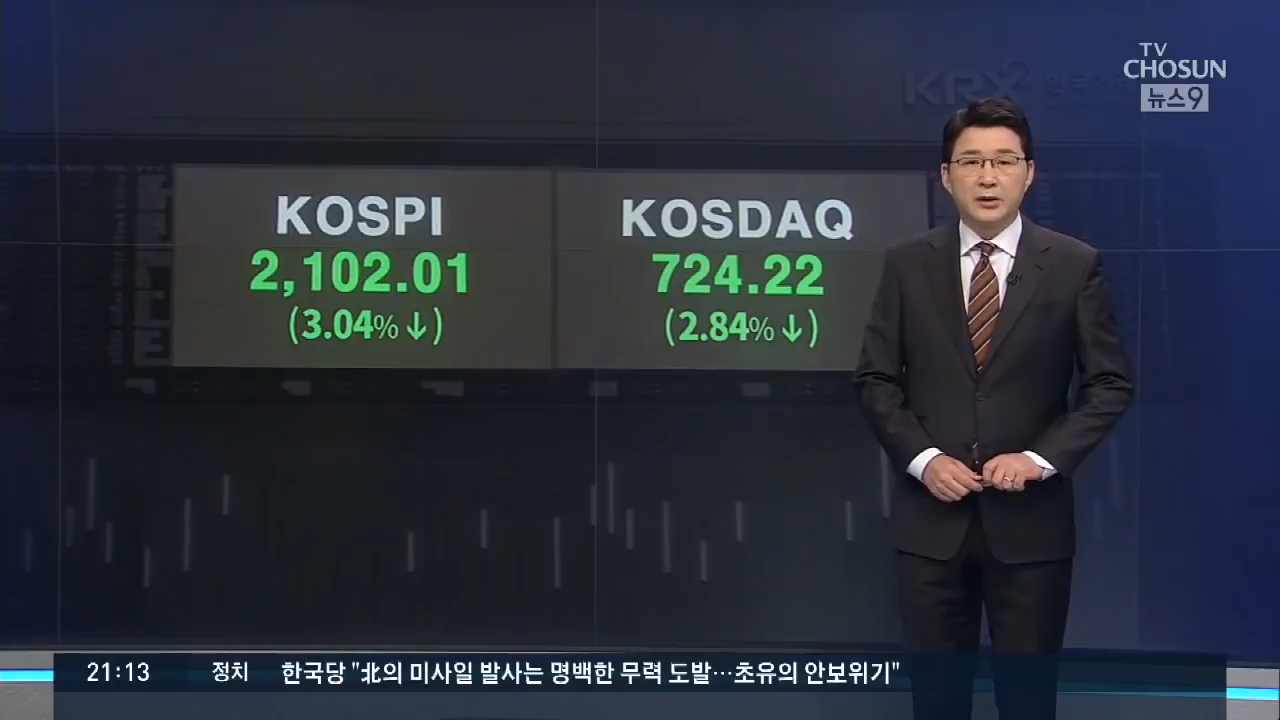 TV
CHOSUN
뉴스9
KRX
KOSPI
2,102.01
(3.04%↓)
KOSDAQ
724.22
(2.84%↓)
21:13 정치 한국당 "北의 미사일 발사는 명백한 무력 도발…초유의 안보위기"